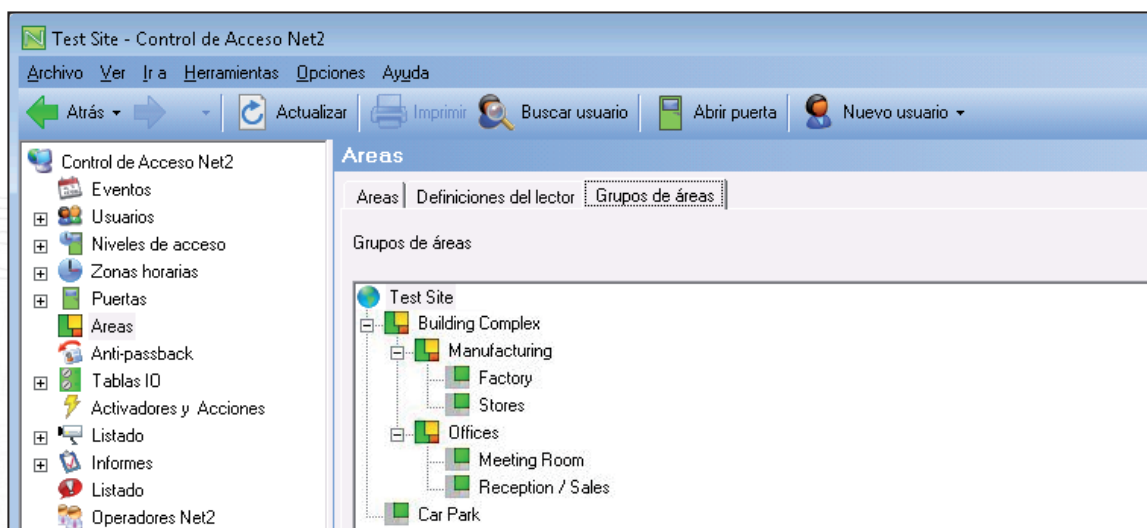 Test Site - Control de Acceso Net2
Archivo Ver Ir a Herramientas Opciones Ayuda
Atrás Actualizar Imprimir Buscar usuario Abrir puerta Nuevo usuario
Control de Acceso Net2
Eventos
Usuarios
Niveles de acceso
Zonas horarias
Puertas
Areas
Anti-passback
Tablas IO
Activadores y Acciones
Listado
Informes
Listado
Operadores Net2
Areas
Areas Definiciones del lector Grupos de áreas
Grupos de áreas
Test Site
Building Complex
Manufacturing
Factory
Stores
Offices
Meeting Room
Reception / Sales
Car Park